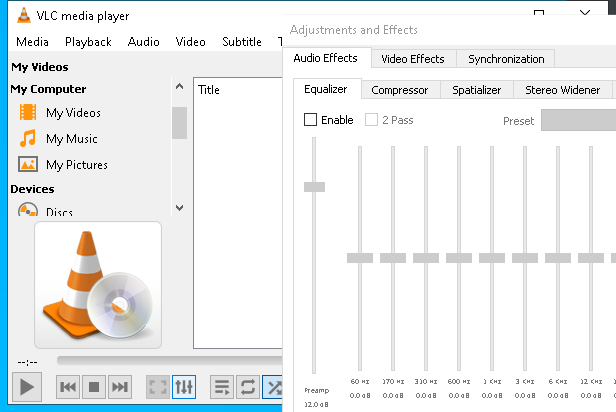 VLC media player
Media Playback Audio Video Subtitle T
My Videos
My Computer
My Videos
My Music
My Pictures
Devices
Discs
Title
--:--
Adjustments and Effects
Audio Effects Video Effects Synchronization
Equalizer Compressor Spatializer Stereo Widener
Enable 2 Pass Preset
60 Hz 170 Hz 310 Hz 600 Hz 1 KHz 3 KHz 6 KHz 12 KHz
Preamp 0.0 dB 0.0 dB 0.0 dB 0.0 dB 0.0 dB 0.0 dB 0.0 dB 0.0 dB
12.0 dB